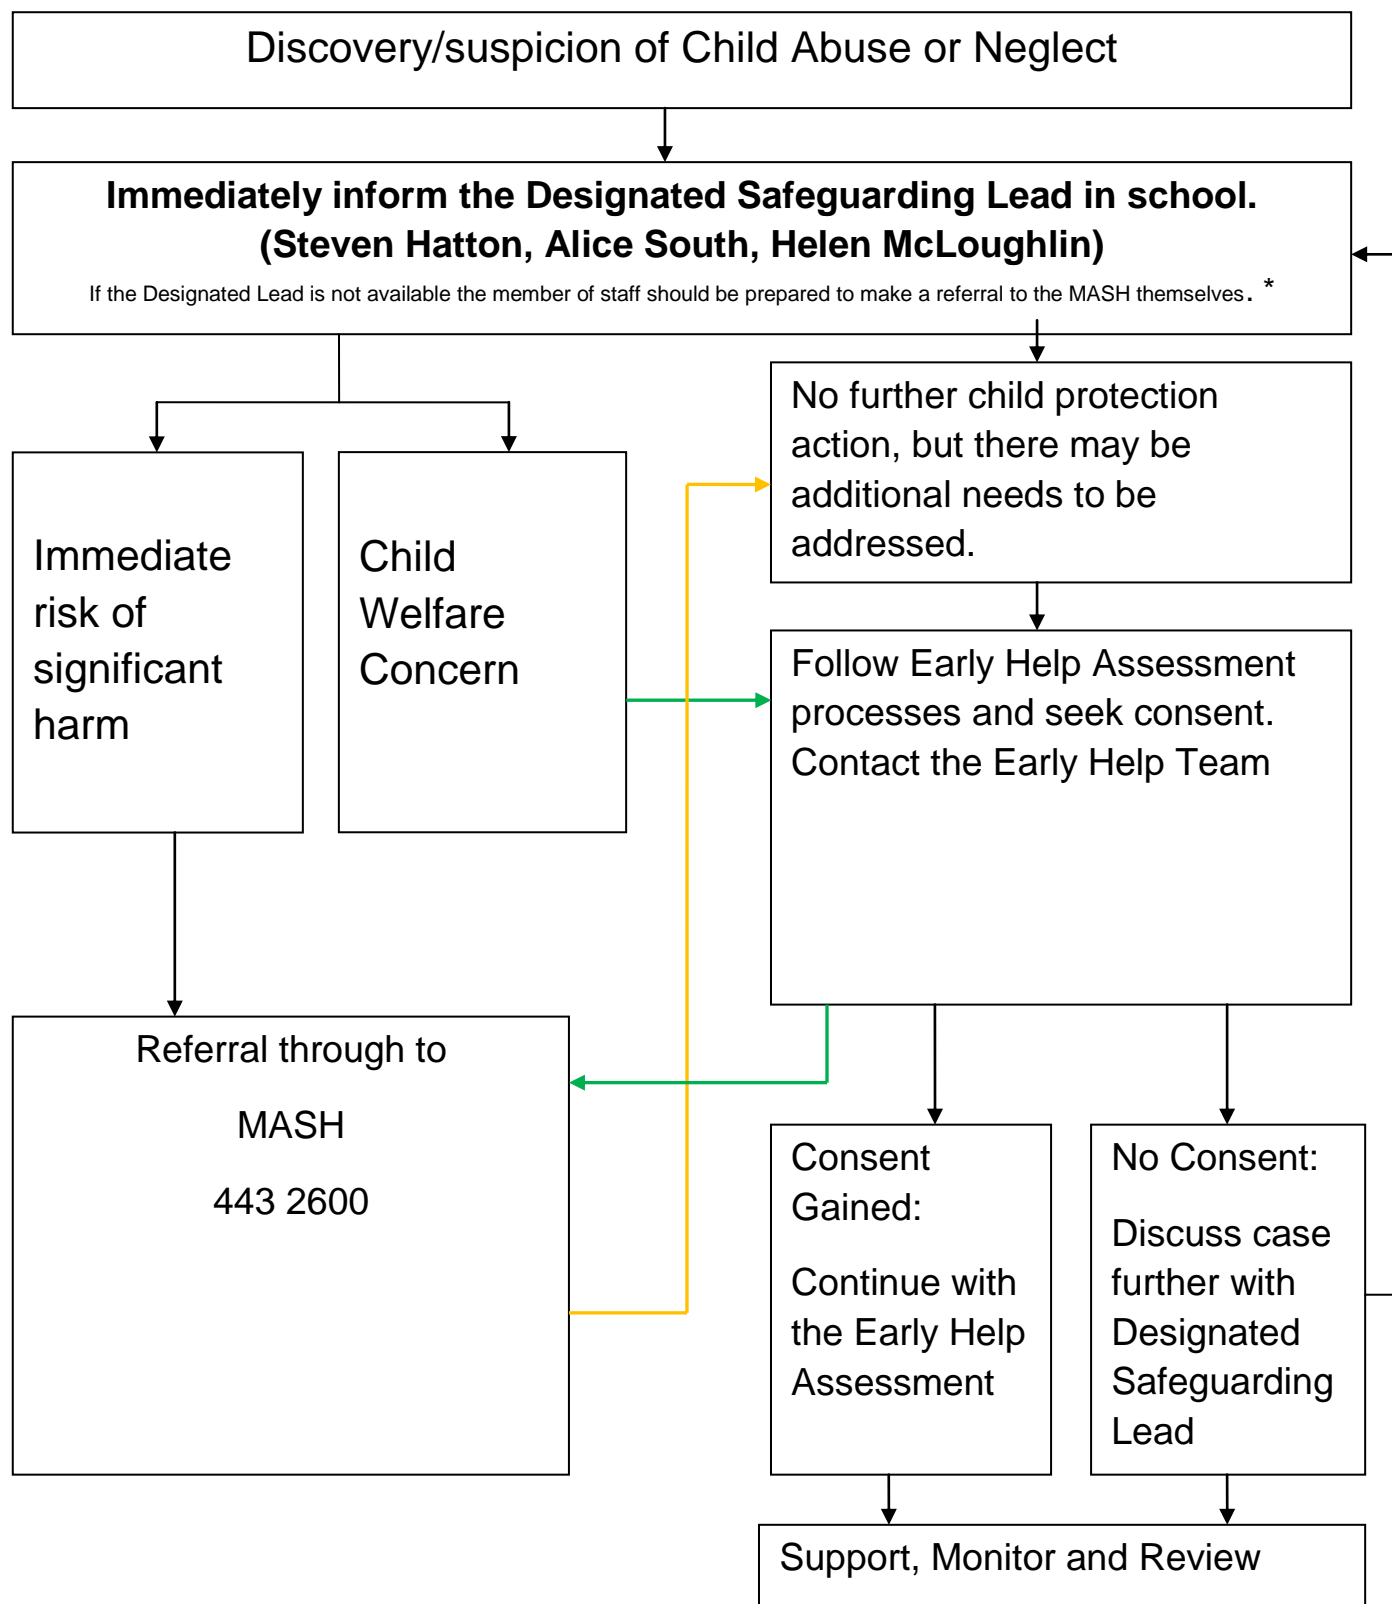 Discovery/suspicion of Child Abuse or Neglect
Immediately inform the Designated Safeguarding Lead in school.
(Steven Hatton, Alice South, Helen McLoughlin)
If the Designated Lead is not available the member of staff should be prepared to make a referral to the MASH themselves. *
No further child protection
action, but there may be
additional needs to be
addressed.
Immediate
risk of
significant
harm
Child
Welfare
Concern
Follow Early Help Assessment
processes and seek consent.
Contact the Early Help Team
Referral through to
MASH
443 2600
Consent
Gained:
Continue with
the Early Help
Assessment
No Consent:
Discuss case
further with
Designated
Safeguarding
Lead
Support, Monitor and Review